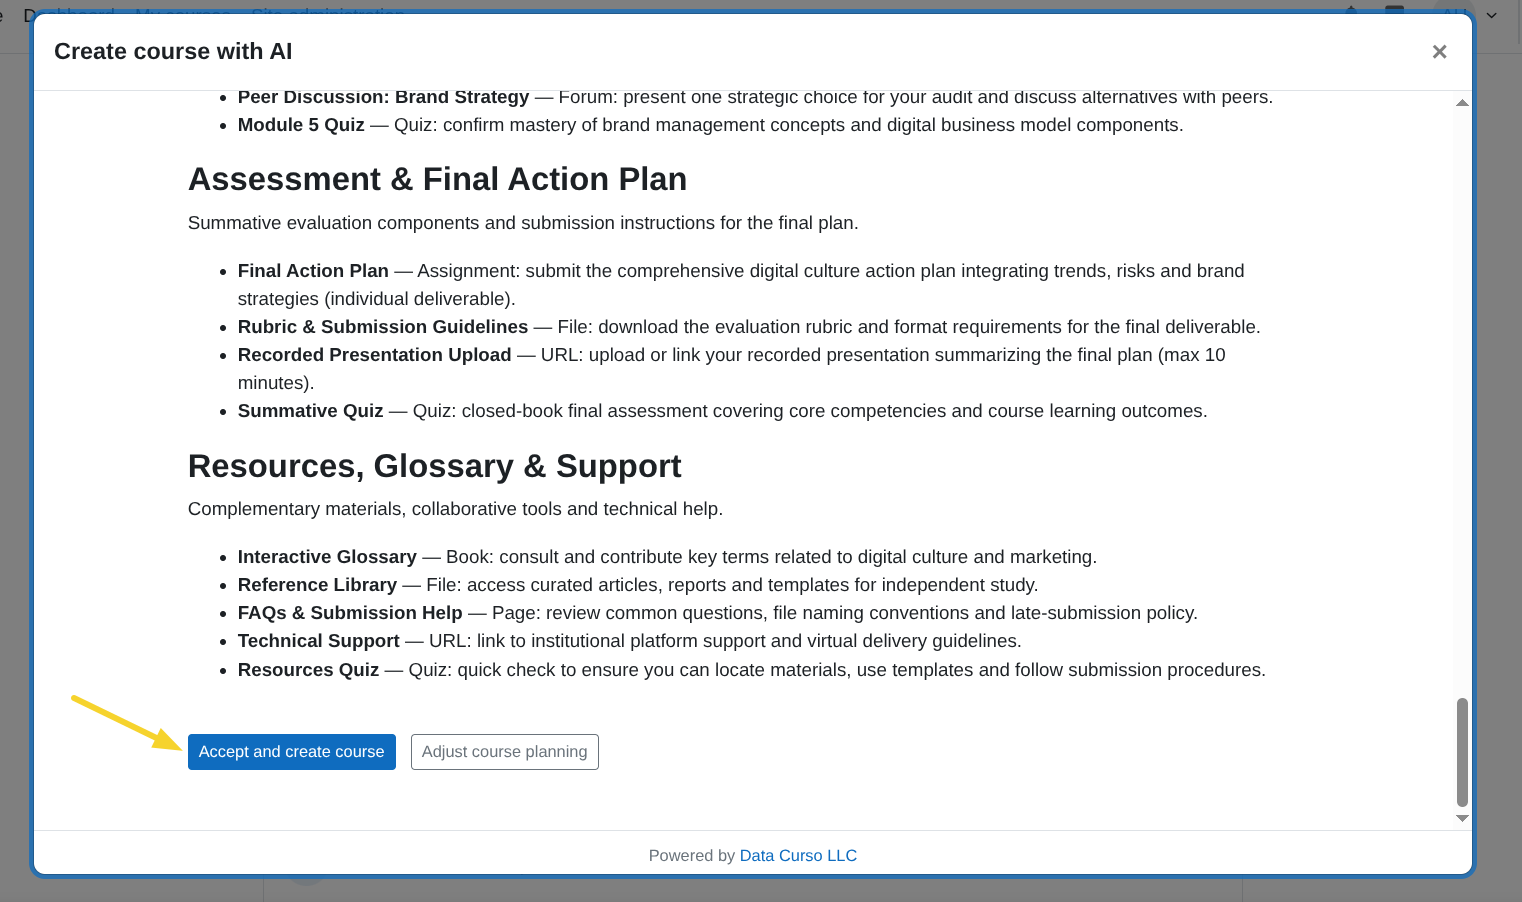 Dashboard My courses Site administration
Create course with AI
×
• Peer Discussion: Brand Strategy — Forum: present one strategic choice for your audit and discuss alternatives with peers.
• Module 5 Quiz — Quiz: confirm mastery of brand management concepts and digital business model components.
Assessment & Final Action Plan
Summative evaluation components and submission instructions for the final plan.
• Final Action Plan — Assignment: submit the comprehensive digital culture action plan integrating trends, risks and brand
strategies (individual deliverable).
• Rubric & Submission Guidelines — File: download the evaluation rubric and format requirements for the final deliverable.
• Recorded Presentation Upload — URL: upload or link your recorded presentation summarizing the final plan (max 10
minutes).
• Summative Quiz — Quiz: closed-book final assessment covering core competencies and course learning outcomes.
Resources, Glossary & Support
Complementary materials, collaborative tools and technical help.
• Interactive Glossary — Book: consult and contribute key terms related to digital culture and marketing.
• Reference Library — File: access curated articles, reports and templates for independent study.
• FAQs & Submission Help — Page: review common questions, file naming conventions and late-submission policy.
• Technical Support — URL: link to institutional platform support and virtual delivery guidelines.
• Resources Quiz — Quiz: quick check to ensure you can locate materials, use templates and follow submission procedures.
Accept and create course Adjust course planning
Powered by Data Curso LLC